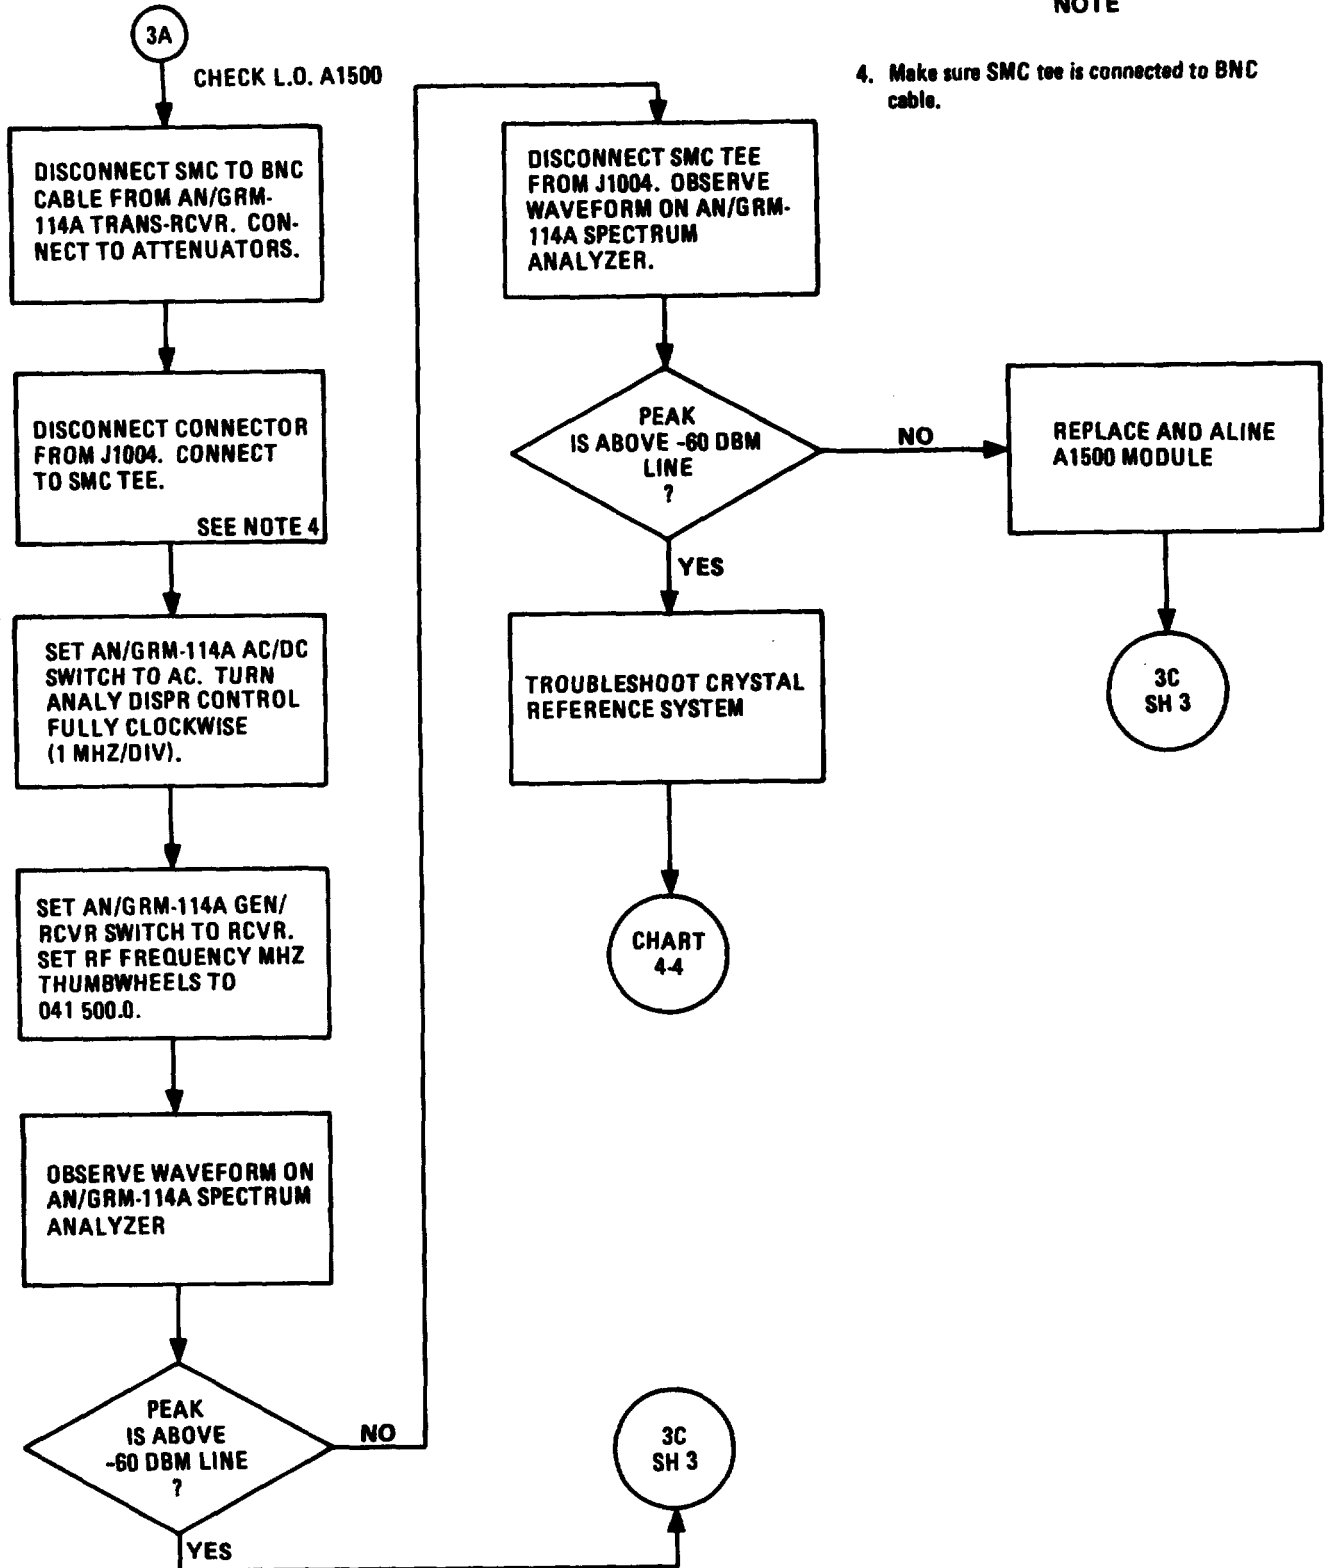 3A
CHECK L.O. A1500
DISCONNECT SMC TO BNC
CABLE FROM AN/GRM-
114A TRANS-RCVR. CON-
NECT TO ATTENUATORS.
DISCONNECT CONNECTOR
FROM J1004. CONNECT
TO SMC TEE.
SEE NOTE 4
SET AN/GRM-114A AC/DC
SWITCH TO AC. TURN
ANALY DISPR CONTROL
FULLY CLOCKWISE
(1 MHZ/DIV).
SET AN/GRM-114A GEN/
RCVR SWITCH TO RCVR.
SET RF FREQUENCY MHZ
THUMBWHEELS TO
041 500.0.
OBSERVE WAVEFORM ON
AN/GRM-114A SPECTRUM
ANALYZER
PEAK
IS ABOVE
-60 DBM LINE
?
NO
YES
DISCONNECT SMC TEE
FROM J1004. OBSERVE
WAVEFORM ON AN/GRM-
114A SPECTRUM
ANALYZER.
PEAK
IS ABOVE -60 DBM
LINE
?
NO
YES
TROUBLESHOOT CRYSTAL
REFERENCE SYSTEM
CHART
4-4
3C
SH 3
NOTE
4. Make sure SMC tee is connected to BNC
cable.
REPLACE AND ALINE
A1500 MODULE
3C
SH 3